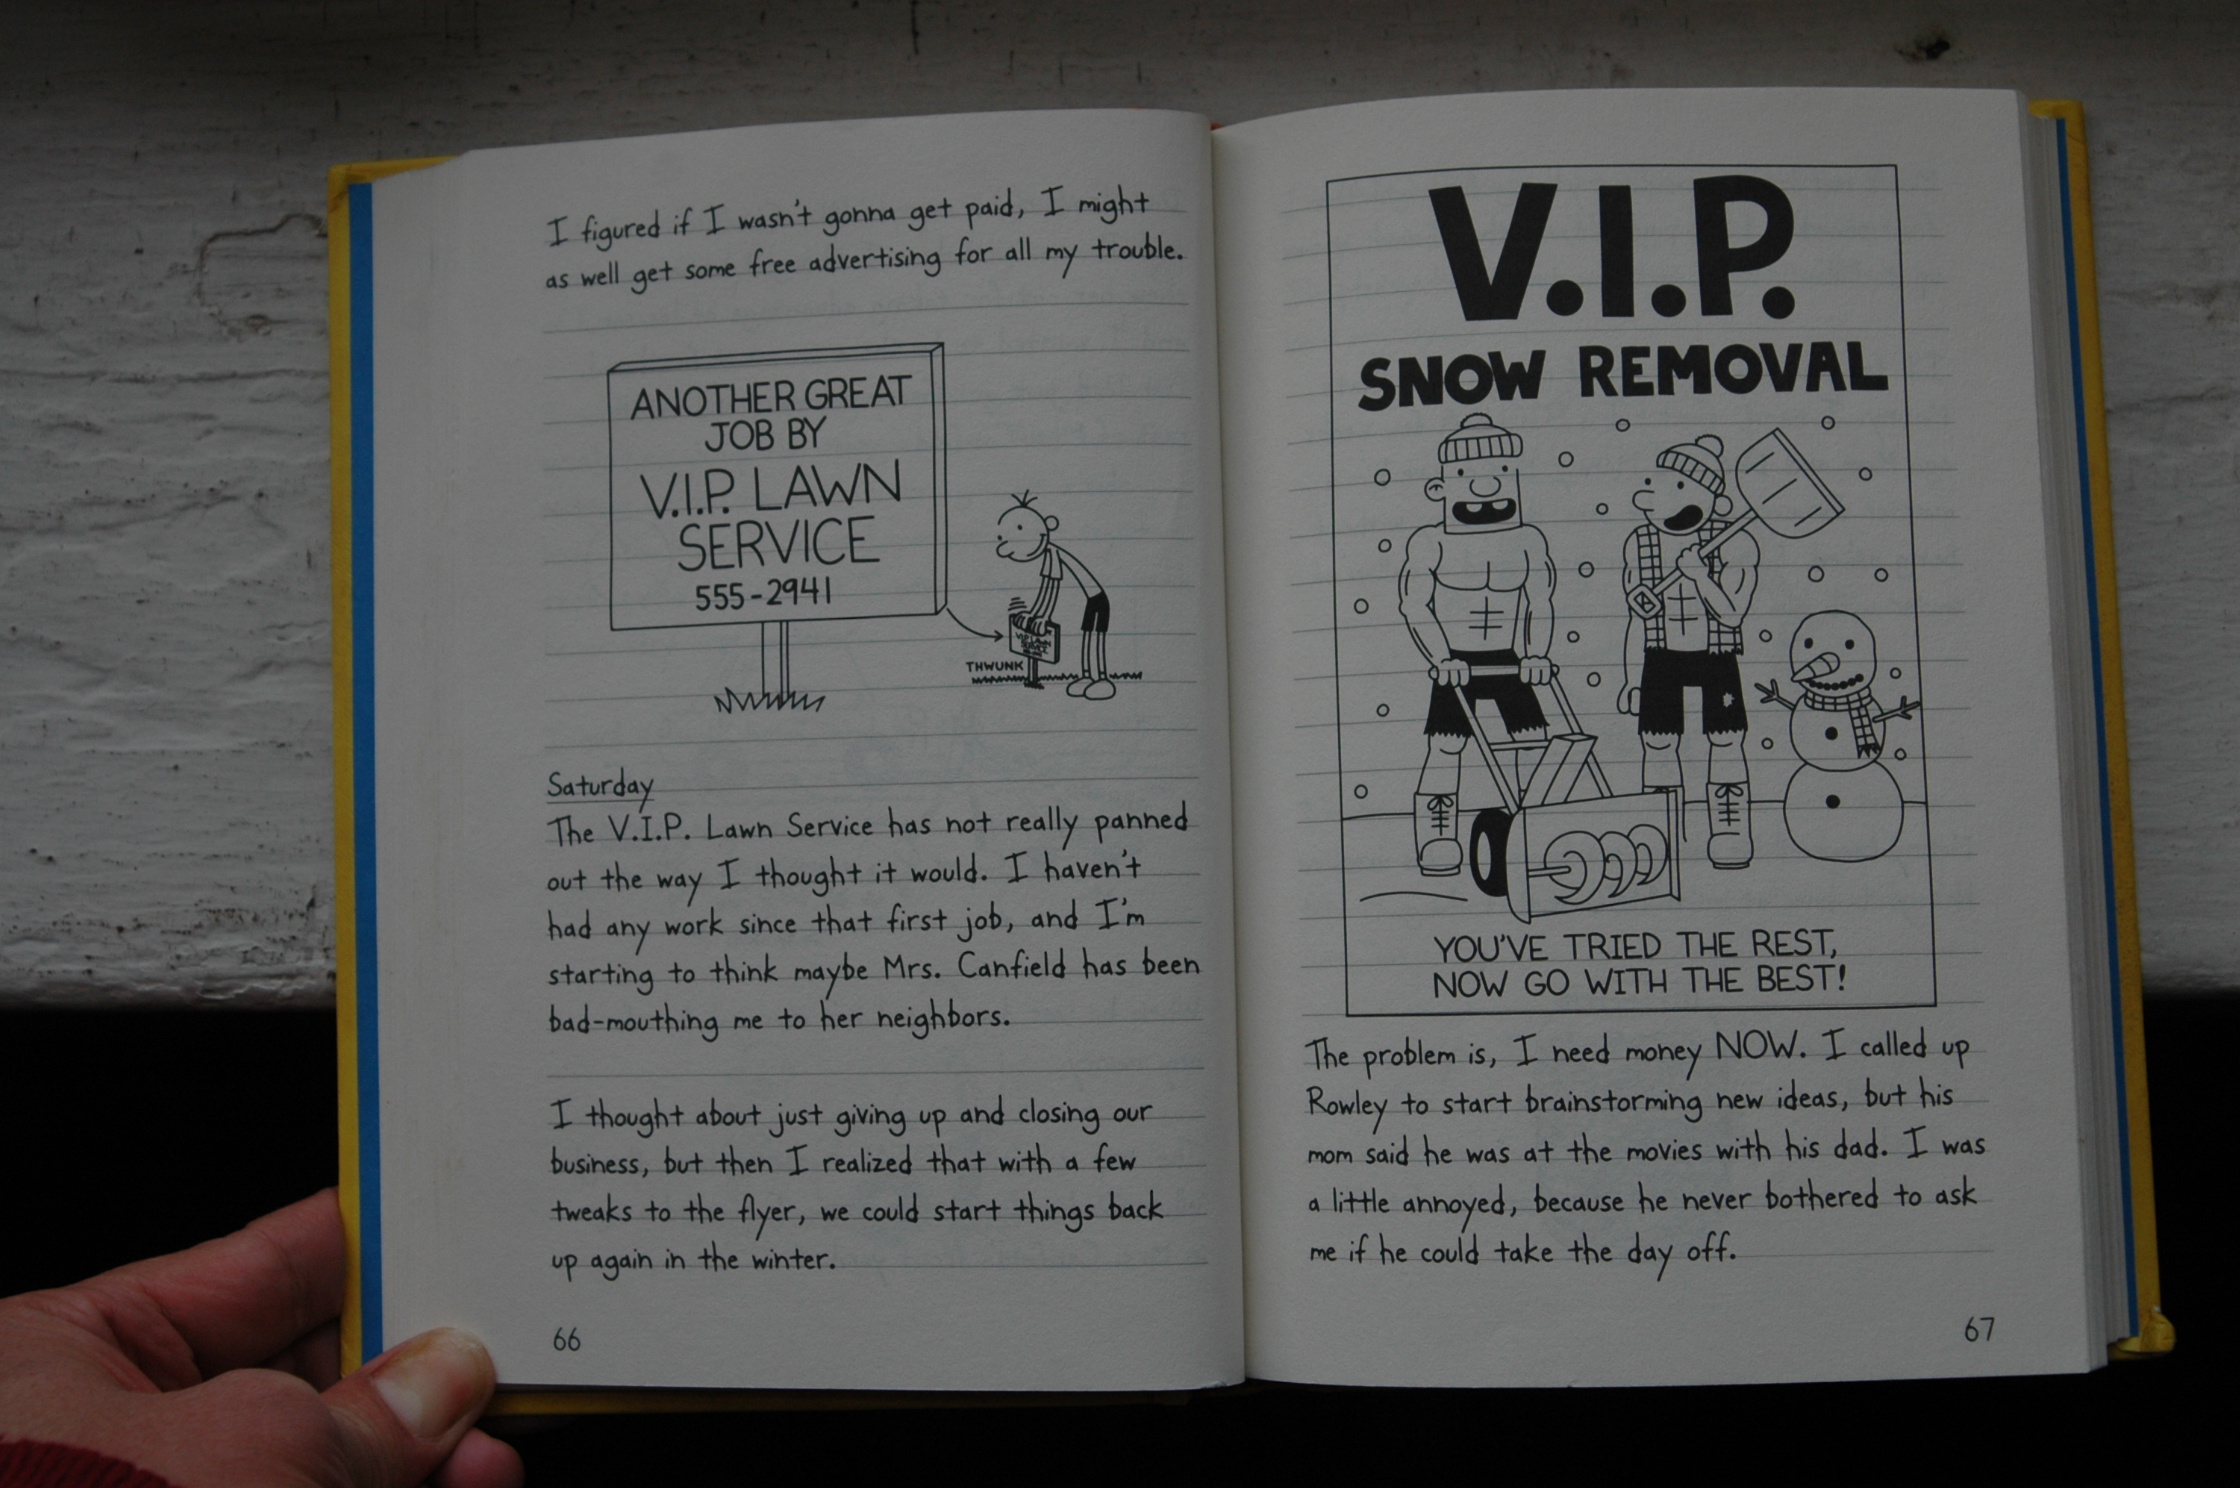 I figured if I wasn't gonna get paid, I might
as well get some free advertising for all my trouble.
ANOTHER GREAT
JOB BY
V.I.P. LAWN
SERVICE
555-2941
THWUNK
Saturday
The V.I.P. Lawn Service has not really panned
out the way I thought it would. I haven't
had any work since that first job, and I'm
starting to think maybe Mrs. Canfield has been
bad-mouthing me to her neighbors.
I thought about just giving up and closing our
business, but then I realized that with a few
tweaks to the flyer, we could start things back
up again in the winter.
66
V.I.P.
SNOW REMOVAL
YOU'VE TRIED THE REST,
NOW GO WITH THE BEST!
The problem is, I need money NOW. I called up
Rowley to start brainstorming new ideas, but his
mom said he was at the movies with his dad. I was
a little annoyed, because he never bothered to ask
me if he could take the day off.
67